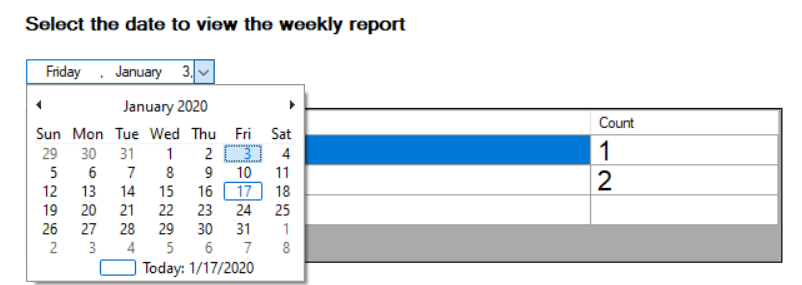 Select the date to view the weekly report
Friday , January 3,
January 2020
Count
Sun Mon Tue Wed Thu Fri Sat
29 30 31 1 2 3 4
1
5 6 7 8 9 10 11
2
12 13 14 15 16 17 18
19 20 21 22 23 24 25
26 27 28 29 30 31 1
2 3 4 5 6 7 8
Today: 1/17/2020